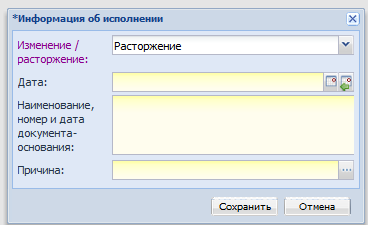 *Информация об исполнении
Изменение / Расторжение
расторжение:
Дата:
Наименование,
номер и дата
документа-
основания:
Причина:
Сохранить Отмена